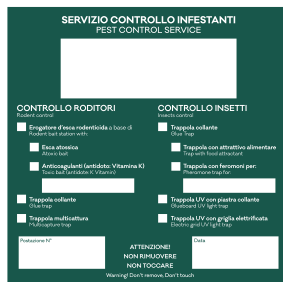 SERVIZIO CONTROLLO INFESTANTI
PEST CONTROL SERVICE
CONTROLLO RODITORI
Rodent control
Erogatore d'esca rodenticida a base di
Rodent bait station with:
Esca atossica
Atoxic bait
Anticoagulanti (antidoto: Vitamina K)
Toxic bait (antidote: K Vitamin)
Trappola collante
Glue trap
Trappola multicattura
Multicapture trap
CONTROLLO INSETTI
Insects control
Trappola collante
Glue Trap
Trappola con attrattivo alimentare
Trap with food attractant
Trappola con feromoni per:
Pheromone trap for:
Trappola UV con piastra collante
Glueboard UV light trap
Trappola UV con griglia elettrificata
Electric grid UV light trap
Postazione N°
ATTENZIONE!
NON RIMUOVERE
NON TOCCARE
Warning! Don't remove, Don't touch
Data